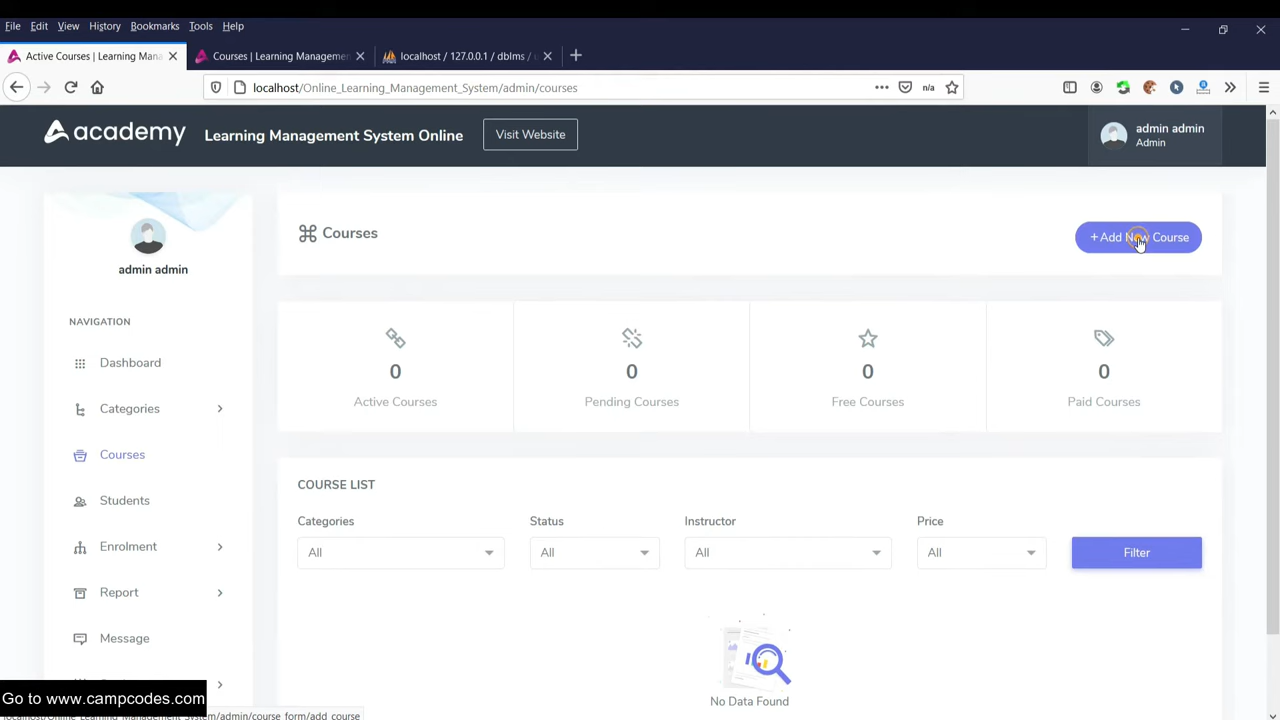 File Edit View History Bookmarks Tools Help
Active Courses | Learning Mana
Courses | Learning Management
localhost / 127.0.0.1 / dblms /
localhost/Online_Learning_Management_System/admin/courses
n/a
academy
Learning Management System Online
Visit Website
admin admin
Admin
admin admin
NAVIGATION
Dashboard
Categories
Courses
Students
Enrolment
Report
Message
Courses
+Add New Course
0
Active Courses
0
Pending Courses
0
Free Courses
0
Paid Courses
COURSE LIST
Categories Status Instructor Price
All All All All Filter
No Data Found
Go to www.campcodes.com
localhost/Online_Learning_Management_System/admin/course_form/add_course